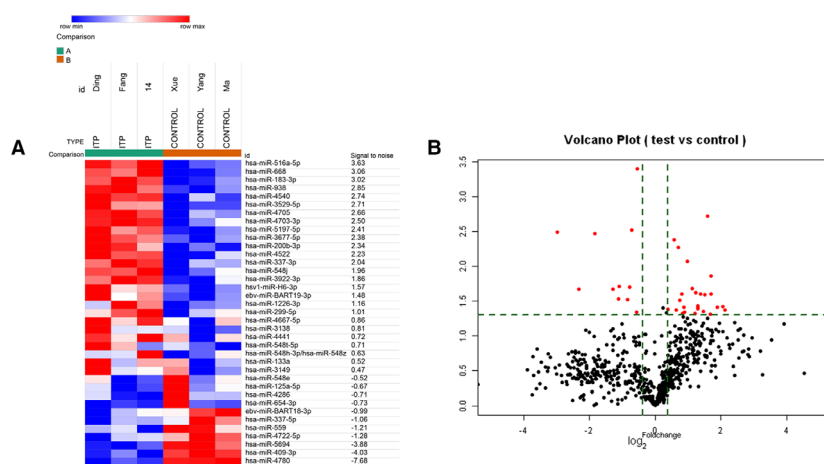 row min row max
Comparison
A
B
id Ding Fang 14 Xue Yang Ma
TYPE ITP ITP ITP CONTROL CONTROL CONTROL
Comparison id Signal to noise
A
hsa-miR-516a-5p 3.63
hsa-miR-668 3.06
hsa-miR-183-3p 3.02
hsa-miR-938 2.85
hsa-miR-4540 2.74
hsa-miR-3529-5p 2.71
hsa-miR-4705 2.66
hsa-miR-4703-3p 2.50
hsa-miR-5197-5p 2.41
hsa-miR-3677-5p 2.38
hsa-miR-200b-3p 2.34
hsa-miR-4522 2.23
hsa-miR-337-3p 2.04
hsa-miR-548j 1.96
hsa-miR-3922-3p 1.86
hsv1-miR-H6-3p 1.57
ebv-miR-BART19-3p 1.48
hsa-miR-1226-3p 1.16
hsa-miR-299-5p 1.01
hsa-miR-4667-5p 0.86
hsa-miR-3138 0.81
hsa-miR-4441 0.72
hsa-miR-548t-5p 0.71
hsa-miR-548h-3p/hsa-miR-548z 0.63
hsa-miR-133a 0.52
hsa-miR-3149 0.47
hsa-miR-548e -0.52
hsa-miR-125a-5p -0.67
hsa-miR-4286 -0.71
hsa-miR-654-3p -0.73
ebv-miR-BART18-3p -0.99
hsa-miR-337-5p -1.06
hsa-miR-559 -1.21
hsa-miR-4722-5p -1.28
hsa-miR-5694 -3.88
hsa-miR-409-3p -4.03
hsa-miR-4780 -7.68
B
Volcano Plot ( test vs control )
3.5
3.0
2.5
2.0
1.5
1.0
0.5
0.0
-4 -2 0 2 4
log2 Foldchange